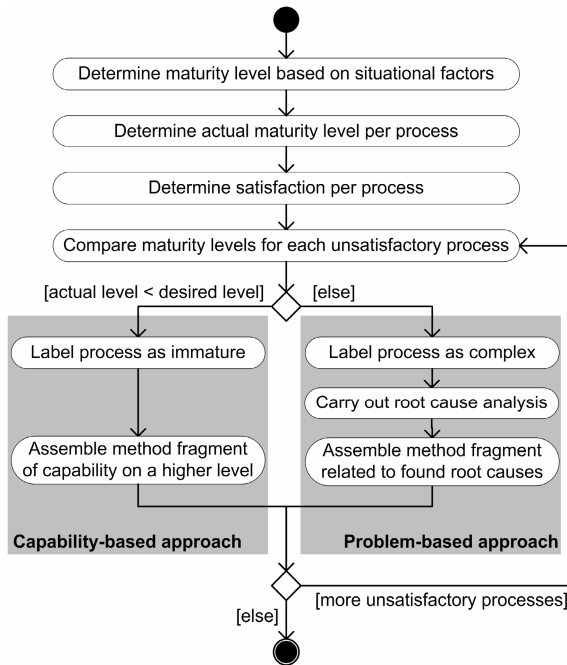 Determine maturity level based on situational factors
Determine actual maturity level per process
Determine satisfaction per process
Compare maturity levels for each unsatisfactory process
[actual level < desired level]
[else]
Label process as immature
Assemble method fragment
of capability on a higher level
Capability-based approach
Label process as complex
Carry out root cause analysis
Assemble method fragment
related to found root causes
Problem-based approach
[more unsatisfactory processes]
[else]